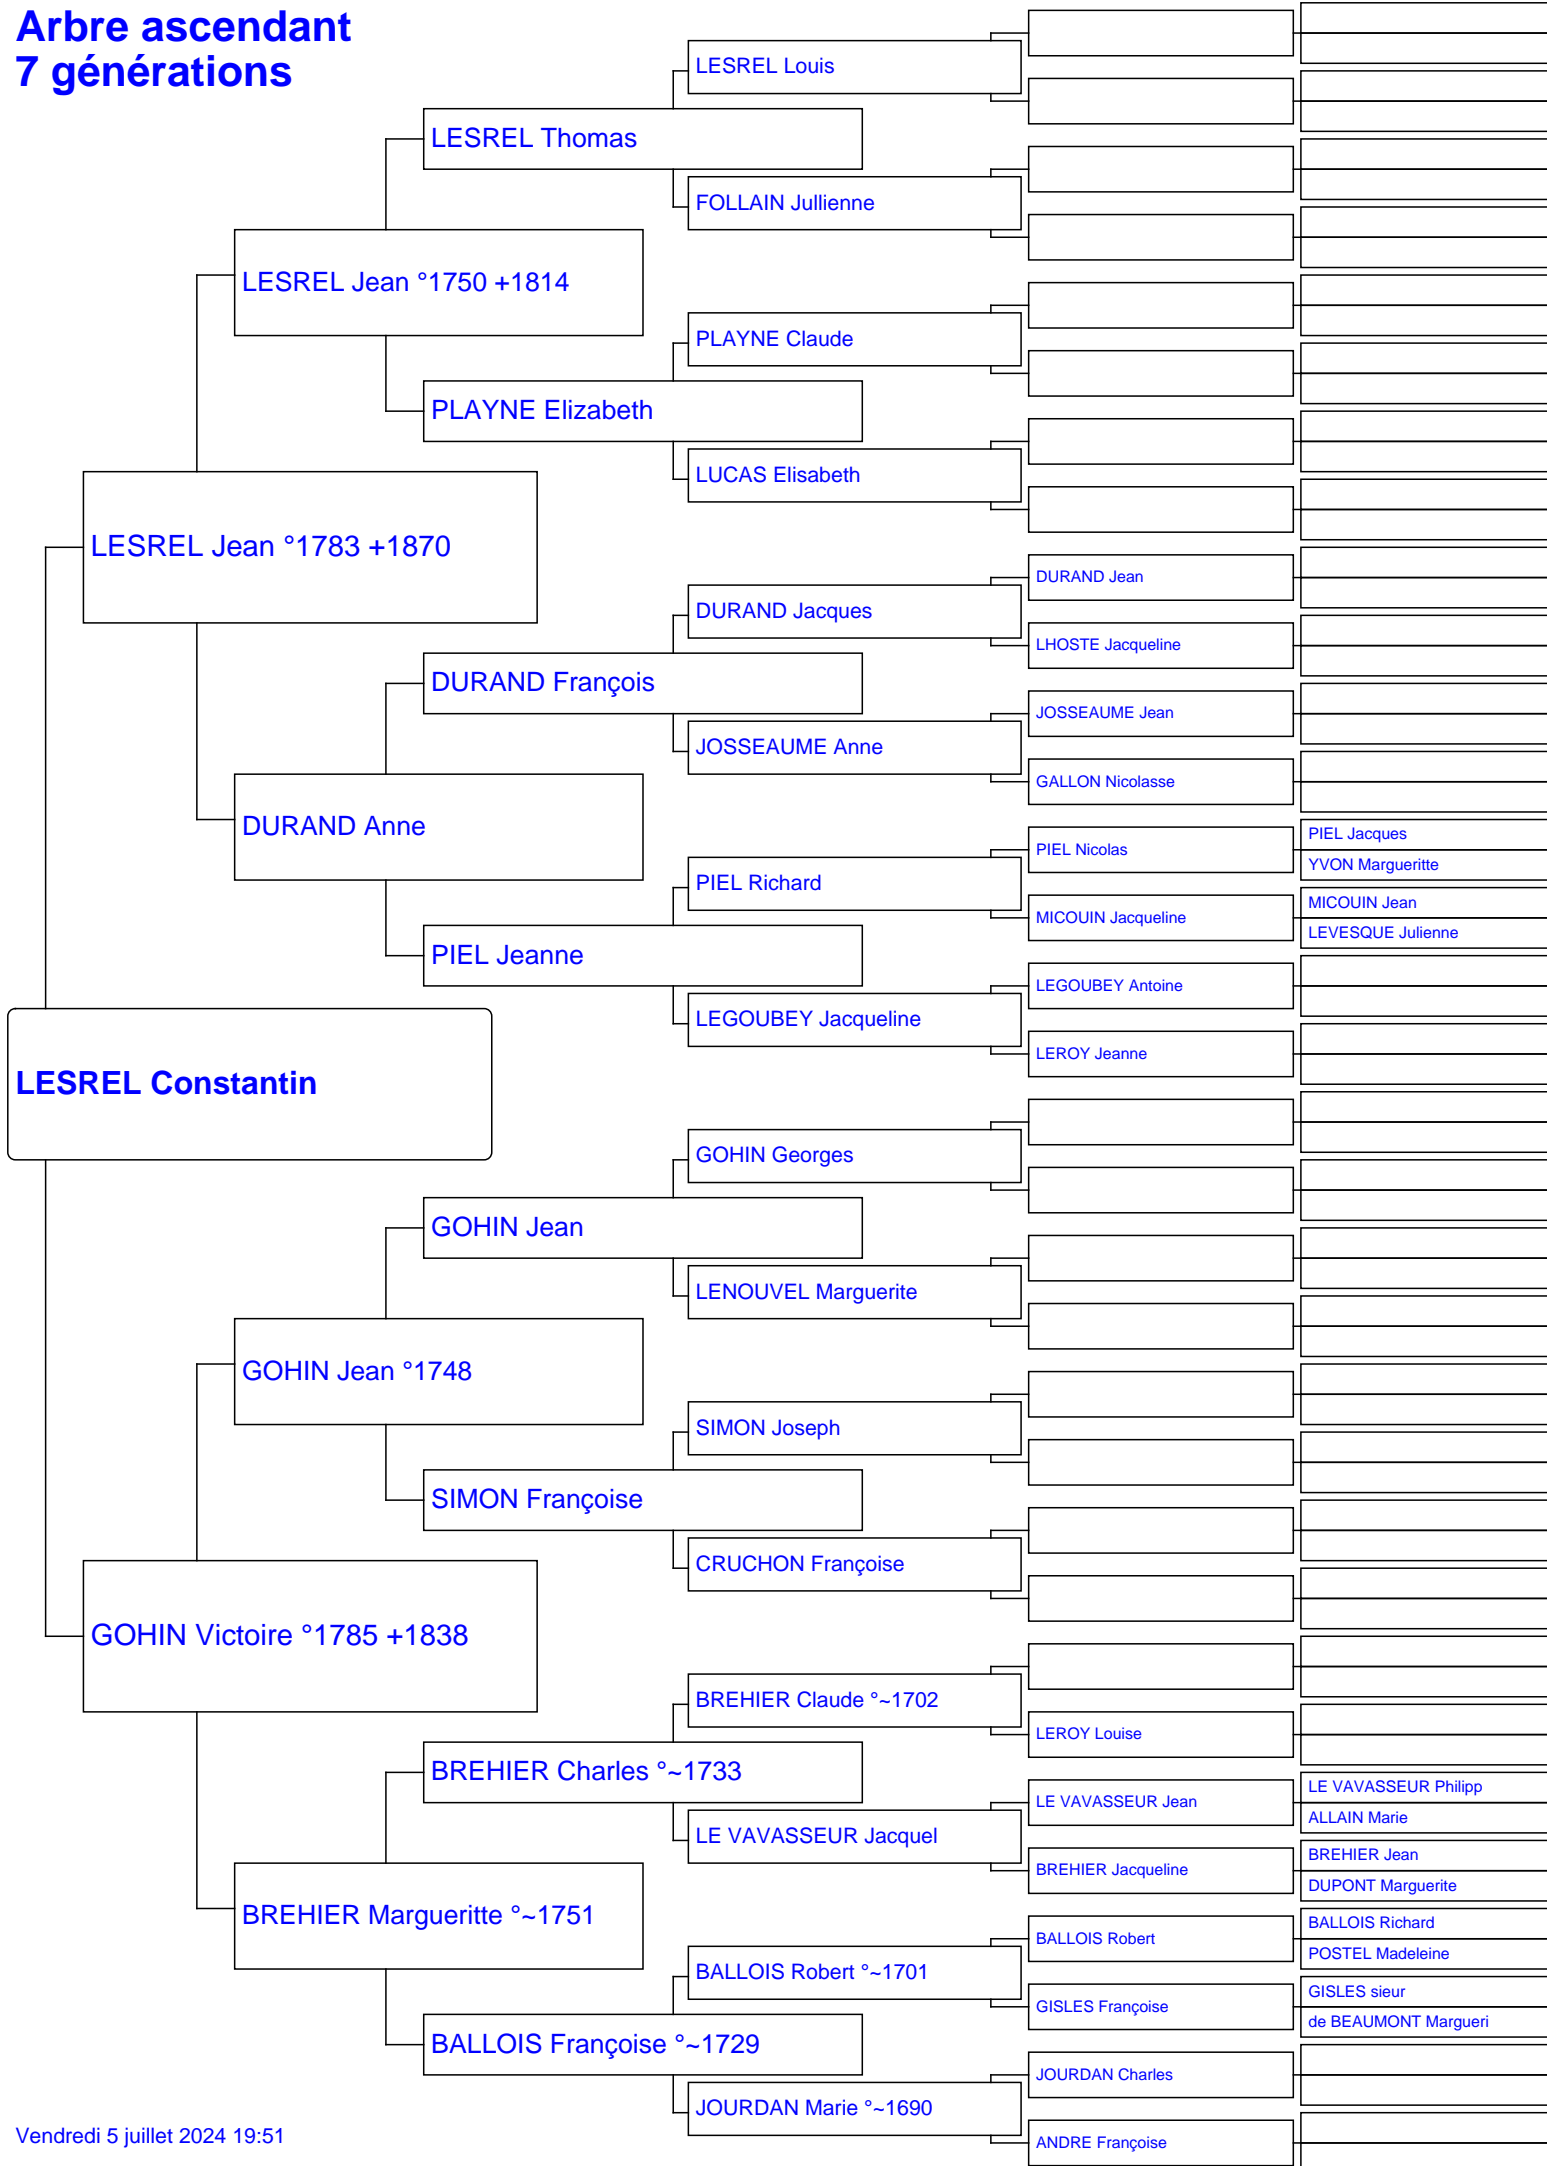 Arbre ascendant
7 générations
LESREL Louis
LESREL Thomas
FOLLAIN Jullienne
LESREL Jean °1750 +1814
PLAYNE Claude
PLAYNE Elizabeth
LUCAS Elisabeth
LESREL Jean °1783 +1870
DURAND Jean
DURAND Jacques
LHOSTE Jacqueline
DURAND François
JOSSEAUME Jean
JOSSEAUME Anne
GALLON Nicolasse
DURAND Anne
PIEL Jacques
PIEL Nicolas
YVON Margueritte
PIEL Richard
MICOUIN Jean
MICOUIN Jacqueline
LEVESQUE Julienne
PIEL Jeanne
LEGOUBEY Antoine
LEGOUBEY Jacqueline
LEROY Jeanne
LESREL Constantin
GOHIN Georges
GOHIN Jean
LENOUVEL Marguerite
GOHIN Jean °1748
SIMON Joseph
SIMON Françoise
CRUCHON Françoise
GOHIN Victoire °1785 +1838
BREHIER Claude °~1702
LEROY Louise
BREHIER Charles °~1733
LE VAVASSEUR Philipp
LE VAVASSEUR Jean
ALLAIN Marie
LE VAVASSEUR Jacquel
BREHIER Jean
BREHIER Jacqueline
DUPONT Marguerite
BREHIER Margueritte °~1751
BALLOIS Richard
BALLOIS Robert
POSTEL Madeleine
BALLOIS Robert °~1701
GISLES sieur
GISLES Françoise
de BEAUMONT Margueri
BALLOIS Françoise °~1729
JOURDAN Charles
JOURDAN Marie °~1690
ANDRE Françoise
Vendredi 5 juillet 2024 19:51